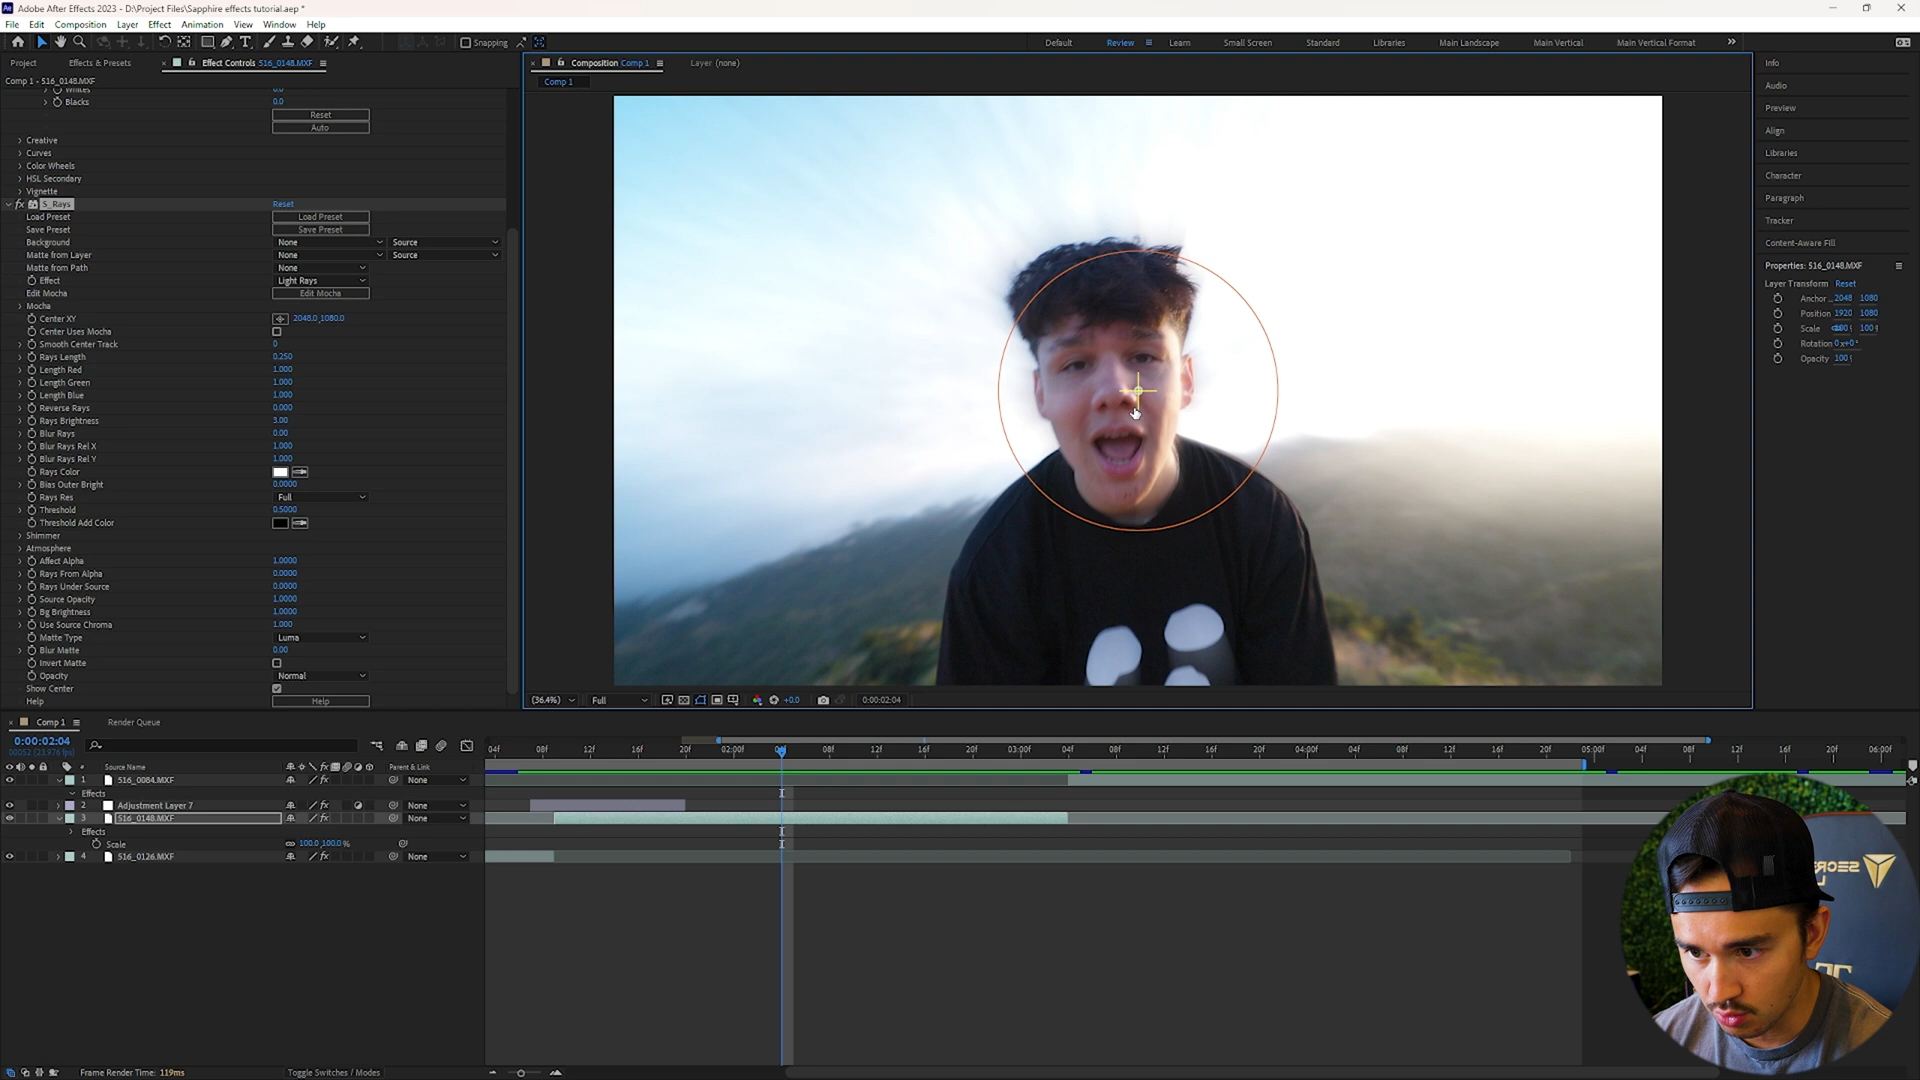 Adobe After Effects 2023 - D:\Project Files\Sapphire effects tutorial.aep *
File Edit Composition Layer Effect Animation View Window Help
Snapping
Default Review Learn Small Screen Standard Libraries Main Landscape Main Vertical Main Vertical Format
Project Effects & Presets Effect Controls 516_0148.MXF
Comp 1 • 516_0148.MXF
Whites 0.0
Blacks 0.0
Reset
Auto
Creative
Curves
Color Wheels
HSL Secondary
Vignette
fx S_Rays Reset
Load Preset Load Preset
Save Preset Save Preset
Background None Source
Matte from Layer None Source
Matte from Path None
Effect Light Rays
Edit Mocha Edit Mocha
Mocha
Center XY 2048.0,1080.0
Center Uses Mocha
Smooth Center Track 0
Rays Length 0.250
Length Red 1.000
Length Green 1.000
Length Blue 1.000
Reverse Rays 0.000
Rays Brightness 3.00
Blur Rays 0.00
Blur Rays Rel X 1.000
Blur Rays Rel Y 1.000
Rays Color
Bias Outer Bright 0.0000
Rays Res Full
Threshold 0.5000
Threshold Add Color
Shimmer
Atmosphere
Affect Alpha 1.0000
Rays From Alpha 0.0000
Rays Under Source 0.0000
Source Opacity 1.0000
Bg Brightness 1.0000
Use Source Chroma 1.000
Matte Type Luma
Blur Matte 0.00
Invert Matte
Opacity Normal
Show Center
Help Help
Composition Comp 1 Layer (none)
Comp 1
(36.4%) Full +0.0 0:00:02:04
Info
Audio
Preview
Align
Libraries
Character
Paragraph
Tracker
Content-Aware Fill
Properties: 516_0148.MXF
Layer Transform Reset
Anchor ... 2048 1080
Position 1920 1080
Scale 100 100
Rotation 0x+0°
Opacity 100
Comp 1 Render Queue
0:00:02:04
00052 (23.976 fps)
04f 08f 12f 16f 20f 02:00f 04f 08f 12f 16f 20f 03:00f 04f 08f 12f 16f 20f 04:00f 04f 08f 12f 16f 20f 05:00f 04f 08f 12f 16f 20f 06:00f
# Source Name Parent & Link
1 516_0084.MXF None
Effects
2 Adjustment Layer 7 None
3 516_0148.MXF None
Effects
Scale 100.0,100.0 %
4 516_0126.MXF None
Frame Render Time: 119ms Toggle Switches / Modes